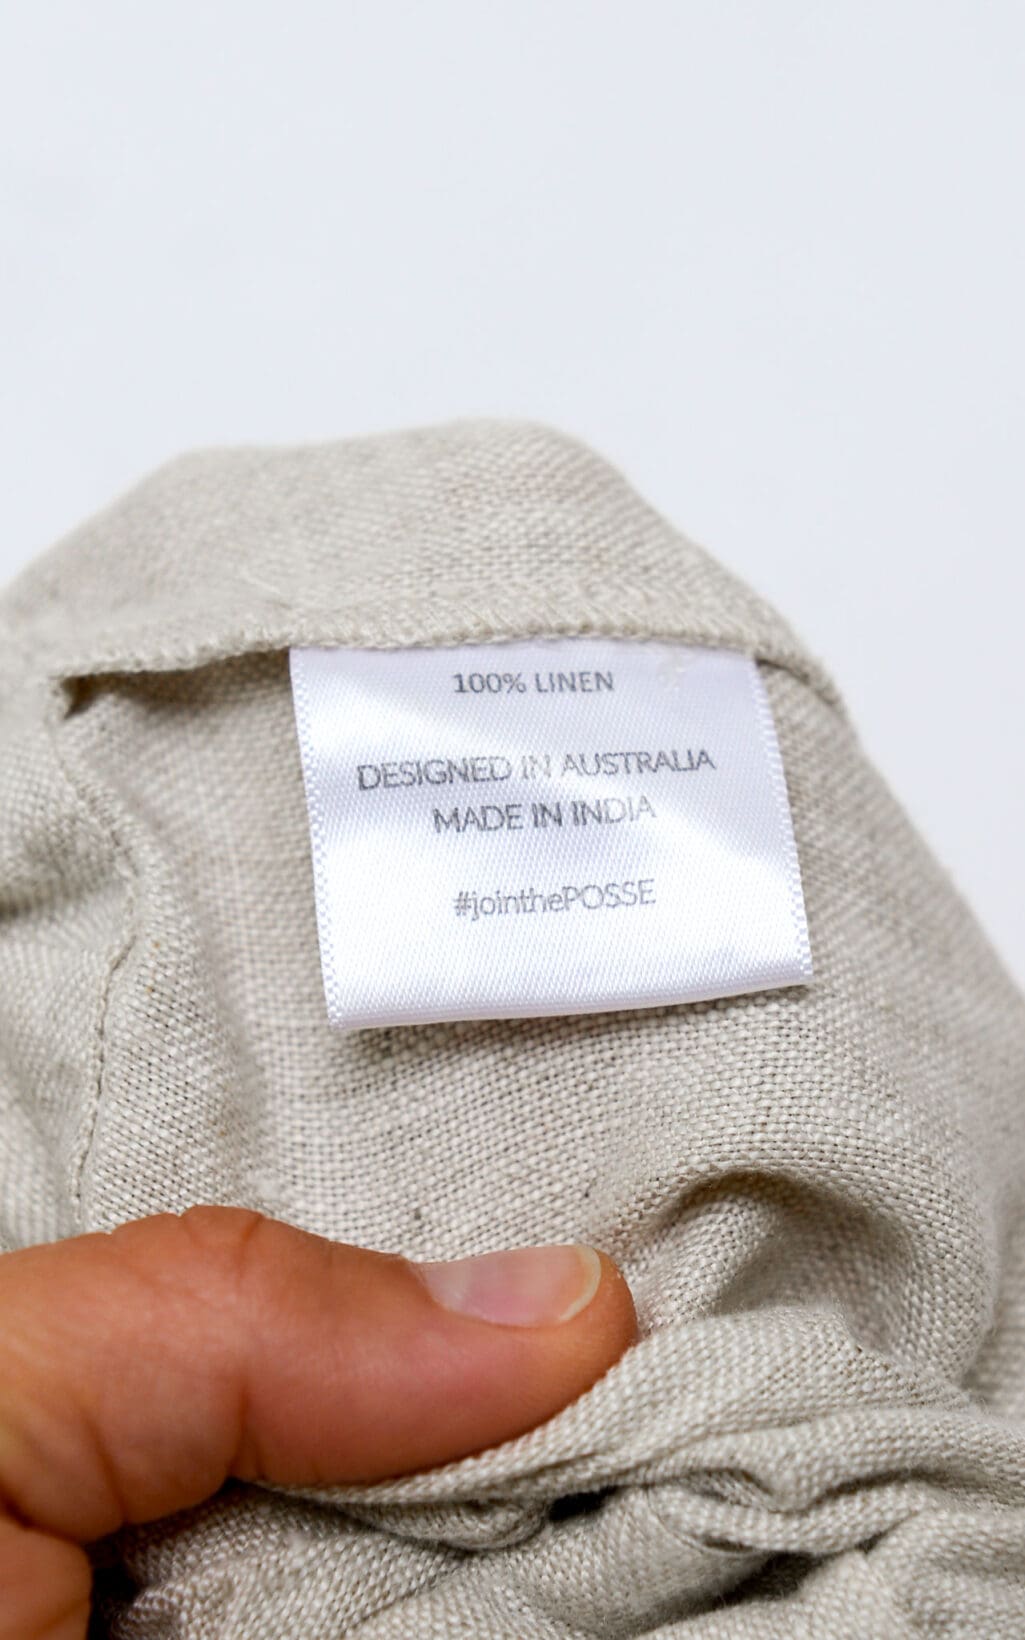 100% LINEN
DESIGNED IN AUSTRALIA
MADE IN INDIA
#jointhePOSSE